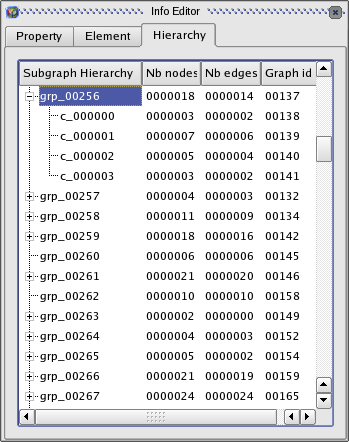 Info Editor
Property Element Hierarchy
Subgraph Hierarchy Nb nodes Nb edges Graph id
grp_00256 0000018 0000014 00137
c_000000 0000003 0000002 00138
c_000001 0000007 0000006 00139
c_000002 0000005 0000004 00140
c_000003 0000003 0000002 00141
grp_00257 0000004 0000003 00132
grp_00258 0000011 0000009 00134
grp_00259 0000018 0000016 00142
grp_00260 0000006 0000006 00145
grp_00261 0000021 0000020 00146
grp_00262 0000010 0000010 00158
grp_00263 0000002 0000000 00149
grp_00264 0000004 0000003 00152
grp_00265 0000005 0000002 00154
grp_00266 0000021 0000019 00159
grp_00267 0000024 0000024 00165